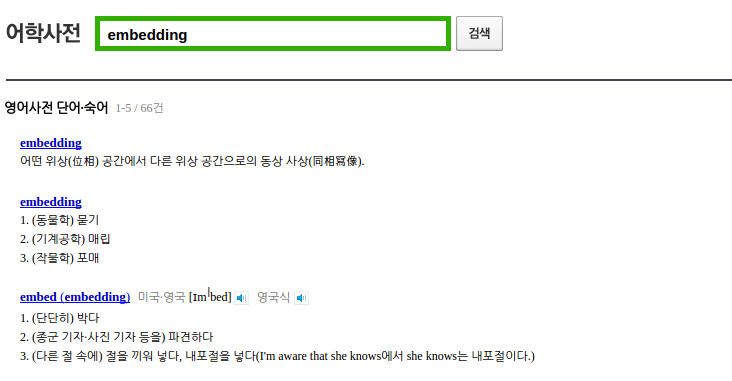 어학사전 embedding 검색
영어사전 단어·숙어 1-5 / 66건
embedding
어떤 위상(位相) 공간에서 다른 위상 공간으로의 동상 사상(同相寫像).
embedding
1. (동물학) 묻기
2. (기계공학) 매립
3. (작물학) 포매
embed (embedding) 미국·영국 [ɪmˈbed] 영국식
1. (단단히) 박다
2. (종군 기자·사진 기자 등을) 파견하다
3. (다른 절 속에) 절을 끼워 넣다, 내포절을 넣다(I'm aware that she knows에서 she knows는 내포절이다.)